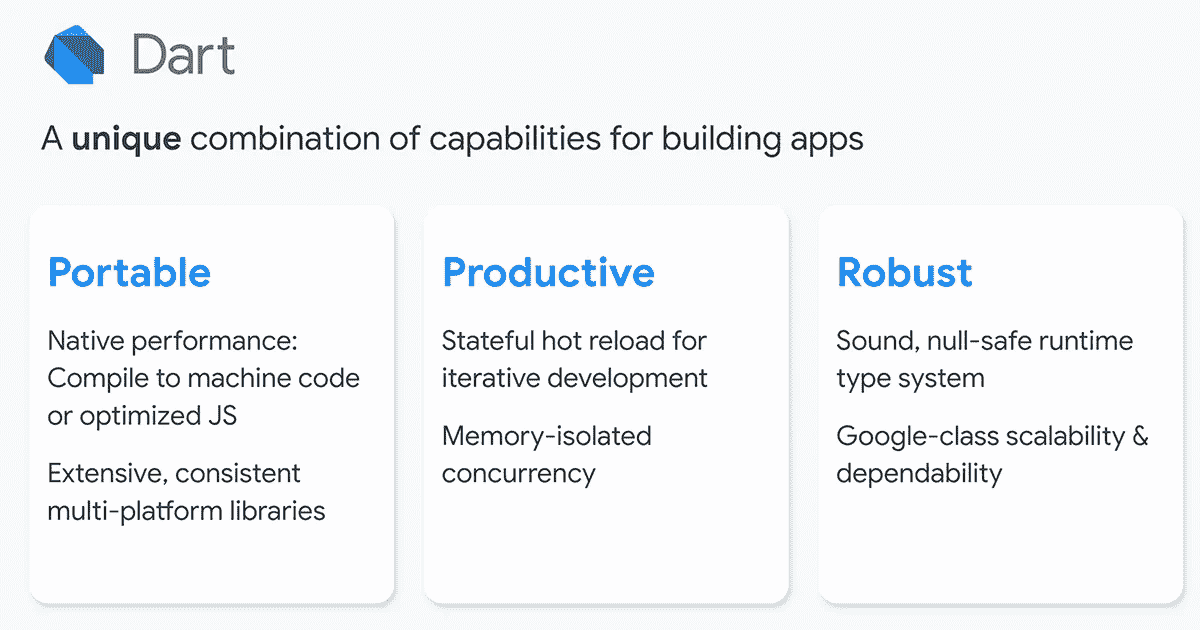 Dart
A unique combination of capabilities for building apps
Portable
Native performance:
Compile to machine code
or optimized JS
Extensive, consistent
multi-platform libraries
Productive
Stateful hot reload for
iterative development
Memory-isolated
concurrency
Robust
Sound, null-safe runtime
type system
Google-class scalability &
dependability